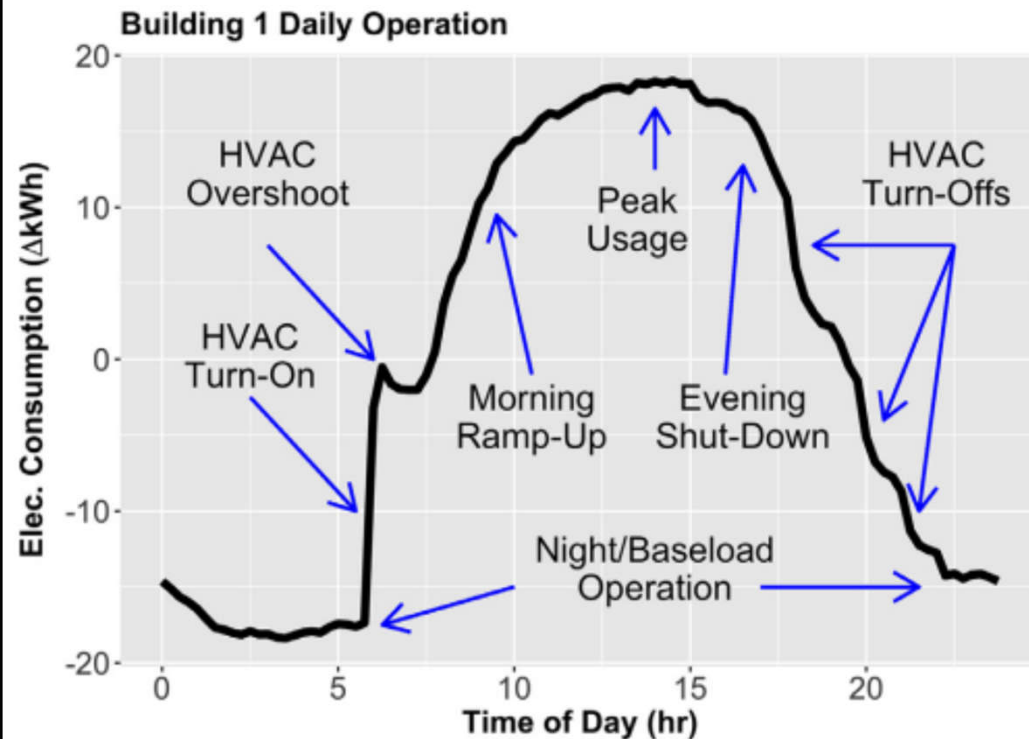 Building 1 Daily Operation
20
10
0
-10
-20
Elec. Consumption (ΔkWh)
HVAC
Overshoot
HVAC
Turn-On
Morning
Ramp-Up
Peak
Usage
Evening
Shut-Down
HVAC
Turn-Offs
Night/Baseload
Operation
0 5 10 15 20
Time of Day (hr)